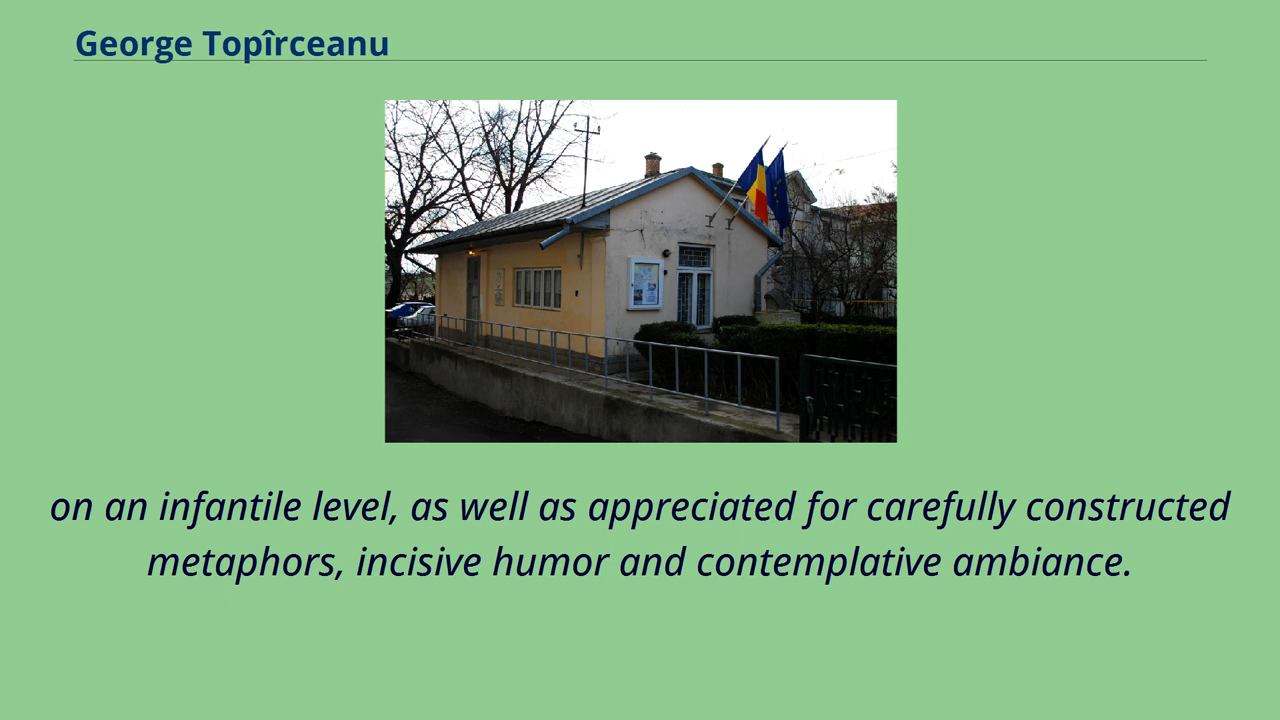 George Topîrceanu
on an infantile level, as well as appreciated for carefully constructed
metaphors, incisive humor and contemplative ambiance.